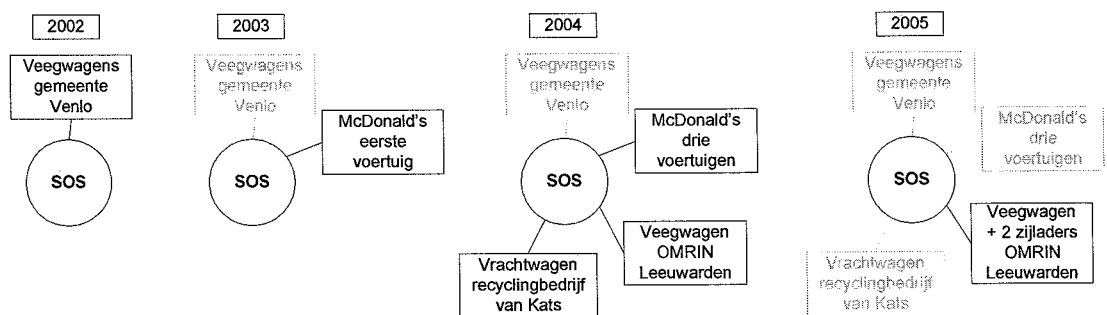 2002
Veegwagens
gemeente
Venlo
SOS
2003
Veegwagens
gemeente
Venlo
McDonald's
eerste
voertuig
SOS
2004
Veegwagens
gemeente
Venlo
McDonald's
drie
voertuigen
SOS
Veegwagen
OMRIN
Leeuwarden
Vrachtwagen
recyclingbedrijf
van Kats
2005
Veegwagens
gemeente
Venlo
McDonald's
drie
voertuigen
SOS
Veegwagen
+ 2 zijladers
OMRIN
Leeuwarden
Vrachtwagen
recyclingbedrijf
van Kats